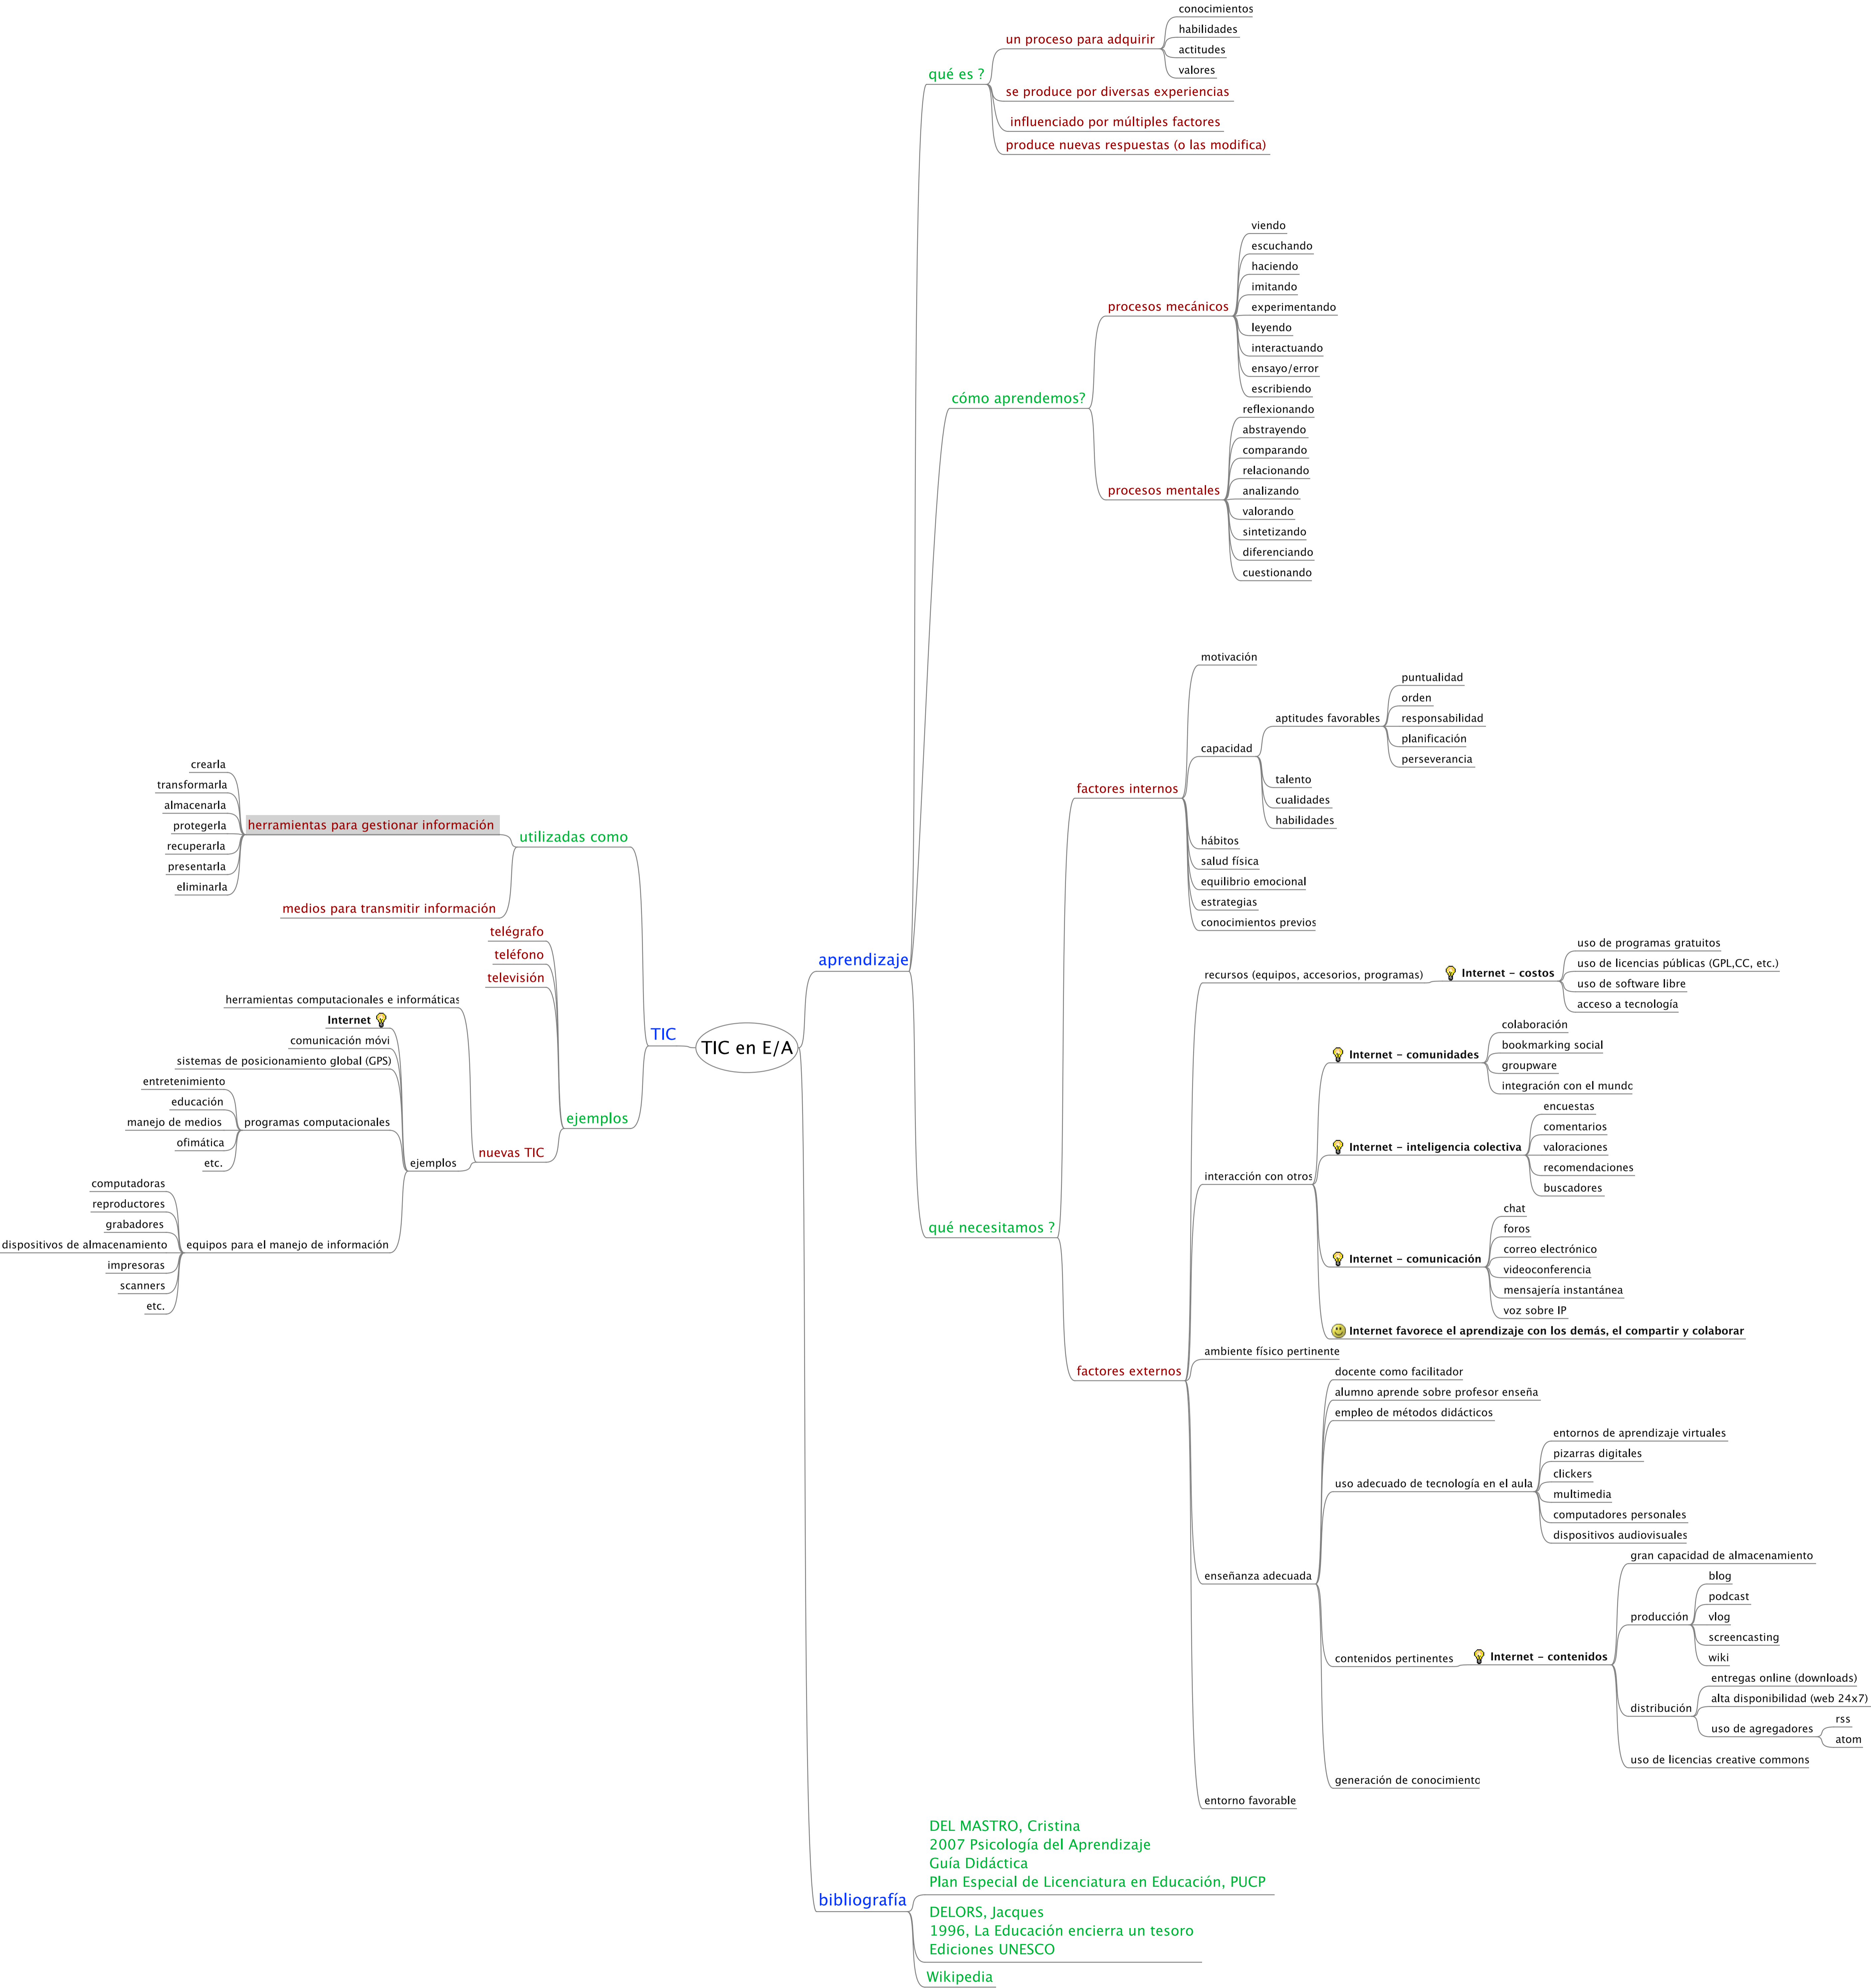 TIC en E/A
aprendizaje
qué es ?
un proceso para adquirir
conocimientos
habilidades
actitudes
valores
se produce por diversas experiencias
influenciado por múltiples factores
produce nuevas respuestas (o las modifica)
cómo aprendemos?
procesos mecánicos
viendo
escuchando
haciendo
imitando
experimentando
leyendo
interactuando
ensayo/error
escribiendo
procesos mentales
reflexionando
abstrayendo
comparando
relacionando
analizando
valorando
sintetizando
diferenciando
cuestionando
qué necesitamos ?
factores internos
motivación
capacidad
aptitudes favorables
puntualidad
orden
responsabilidad
planificación
perseverancia
talento
cualidades
habilidades
hábitos
salud física
equilibrio emocional
estrategias
conocimientos previos
factores externos
recursos (equipos, accesorios, programas)
Internet - costos
uso de programas gratuitos
uso de licencias públicas (GPL,CC, etc.)
uso de software libre
acceso a tecnología
interacción con otros
Internet - comunidades
colaboración
bookmarking social
groupware
integración con el mundo
Internet - inteligencia colectiva
encuestas
comentarios
valoraciones
recomendaciones
buscadores
Internet - comunicación
chat
foros
correo electrónico
videoconferencia
mensajería instantánea
voz sobre IP
Internet favorece el aprendizaje con los demás, el compartir y colaborar
ambiente físico pertinente
enseñanza adecuada
docente como facilitador
alumno aprende sobre profesor enseña
empleo de métodos didácticos
uso adecuado de tecnología en el aula
entornos de aprendizaje virtuales
pizarras digitales
clickers
multimedia
computadores personales
dispositivos audiovisuales
contenidos pertinentes
Internet - contenidos
gran capacidad de almacenamiento
producción
blog
podcast
vlog
screencasting
wiki
distribución
entregas online (downloads)
alta disponibilidad (web 24x7)
uso de agregadores
rss
atom
uso de licencias creative commons
generación de conocimiento
entorno favorable
bibliografía
DEL MASTRO, Cristina
2007 Psicología del Aprendizaje
Guía Didáctica
Plan Especial de Licenciatura en Educación, PUCP
DELORS, Jacques
1996, La Educación encierra un tesoro
Ediciones UNESCO
Wikipedia
TIC
utilizadas como
herramientas para gestionar información
crearla
transformarla
almacenarla
protegerla
recuperarla
presentarla
eliminarla
medios para transmitir información
ejemplos
telégrafo
teléfono
televisión
nuevas TIC
herramientas computacionales e informáticas
ejemplos
Internet
comunicación móvi
sistemas de posicionamiento global (GPS)
programas computacionales
entretenimiento
educación
manejo de medios
ofimática
etc.
equipos para el manejo de información
computadoras
reproductores
grabadores
dispositivos de almacenamiento
impresoras
scanners
etc.